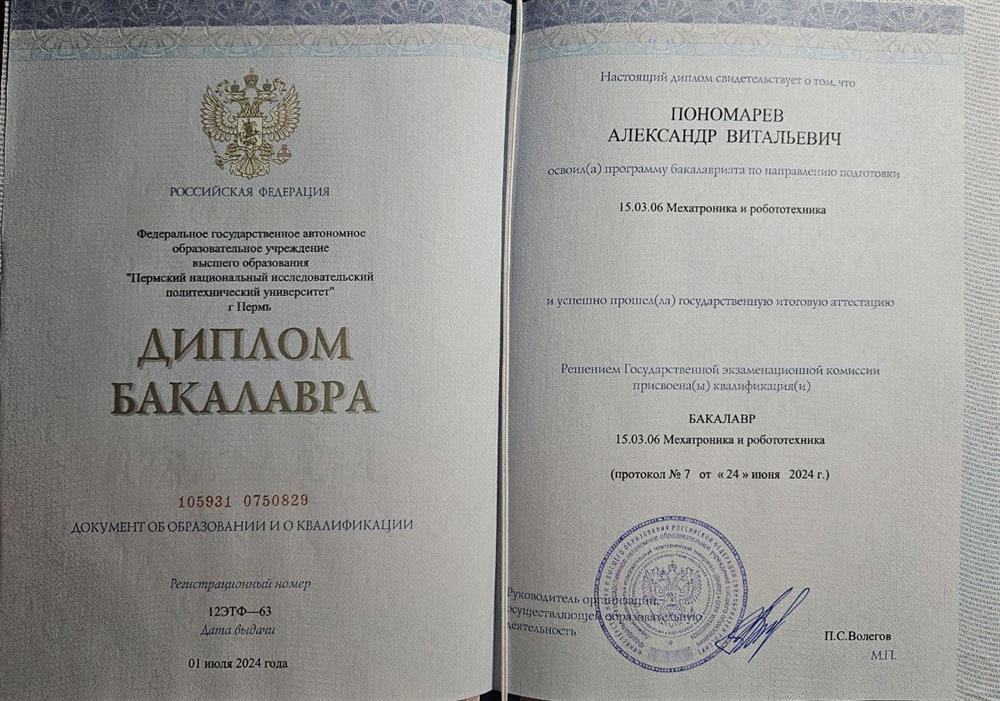 РОССИЙСКАЯ ФЕДЕРАЦИЯ
Федеральное государственное автономное
образовательное учреждение
высшего образования
"Пермский национальный исследовательский
политехнический университет"
г Пермь
ДИПЛОМ
БАКАЛАВРА
105931 0750829
ДОКУМЕНТ ОБ ОБРАЗОВАНИИ И О КВАЛИФИКАЦИИ
Регистрационный номер
12ЭТФ—63
Дата выдачи
01 июля 2024 года
Настоящий диплом свидетельствует о том, что
ПОНОМАРЕВ
АЛЕКСАНДР ВИТАЛЬЕВИЧ
освоил(а) программу бакалавриата по направлению подготовки
15.03.06 Мехатроника и робототехника
и успешно прошел(ла) государственную итоговую аттестацию
Решением Государственной экзаменационной комиссии
присвоена(ы) квалификация(и)
БАКАЛАВР
15.03.06 Мехатроника и робототехника
(протокол № 7 от « 24 » июня 2024 г.)
Руководитель организации,
осуществляющей образовательную
деятельность
П.С.Волегов
М.П.